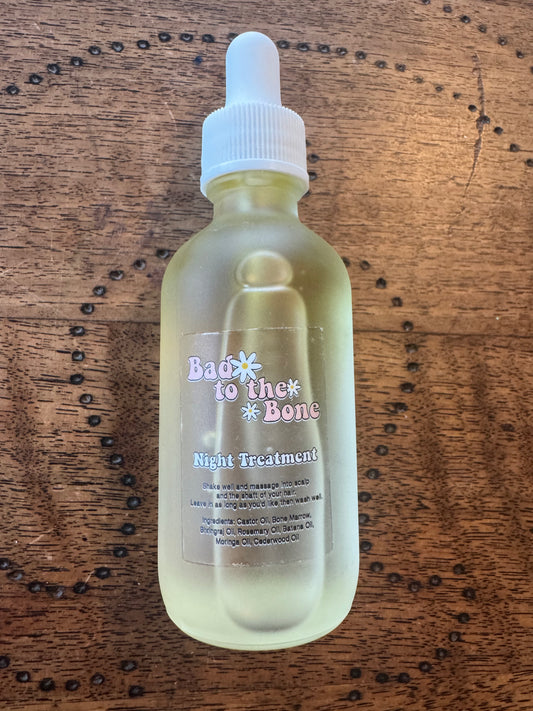 Bad
to the
Bone
Night Treatment
Shake well and massage into scalp
and the shaft of your hair.
Leave in as long as you'd like then wash well.
Ingredients: Castor Oil, Bone Marrow,
Bhringraj Oil, Rosemary Oil, Batana Oil,
Moringa Oil, Cedarwood Oil